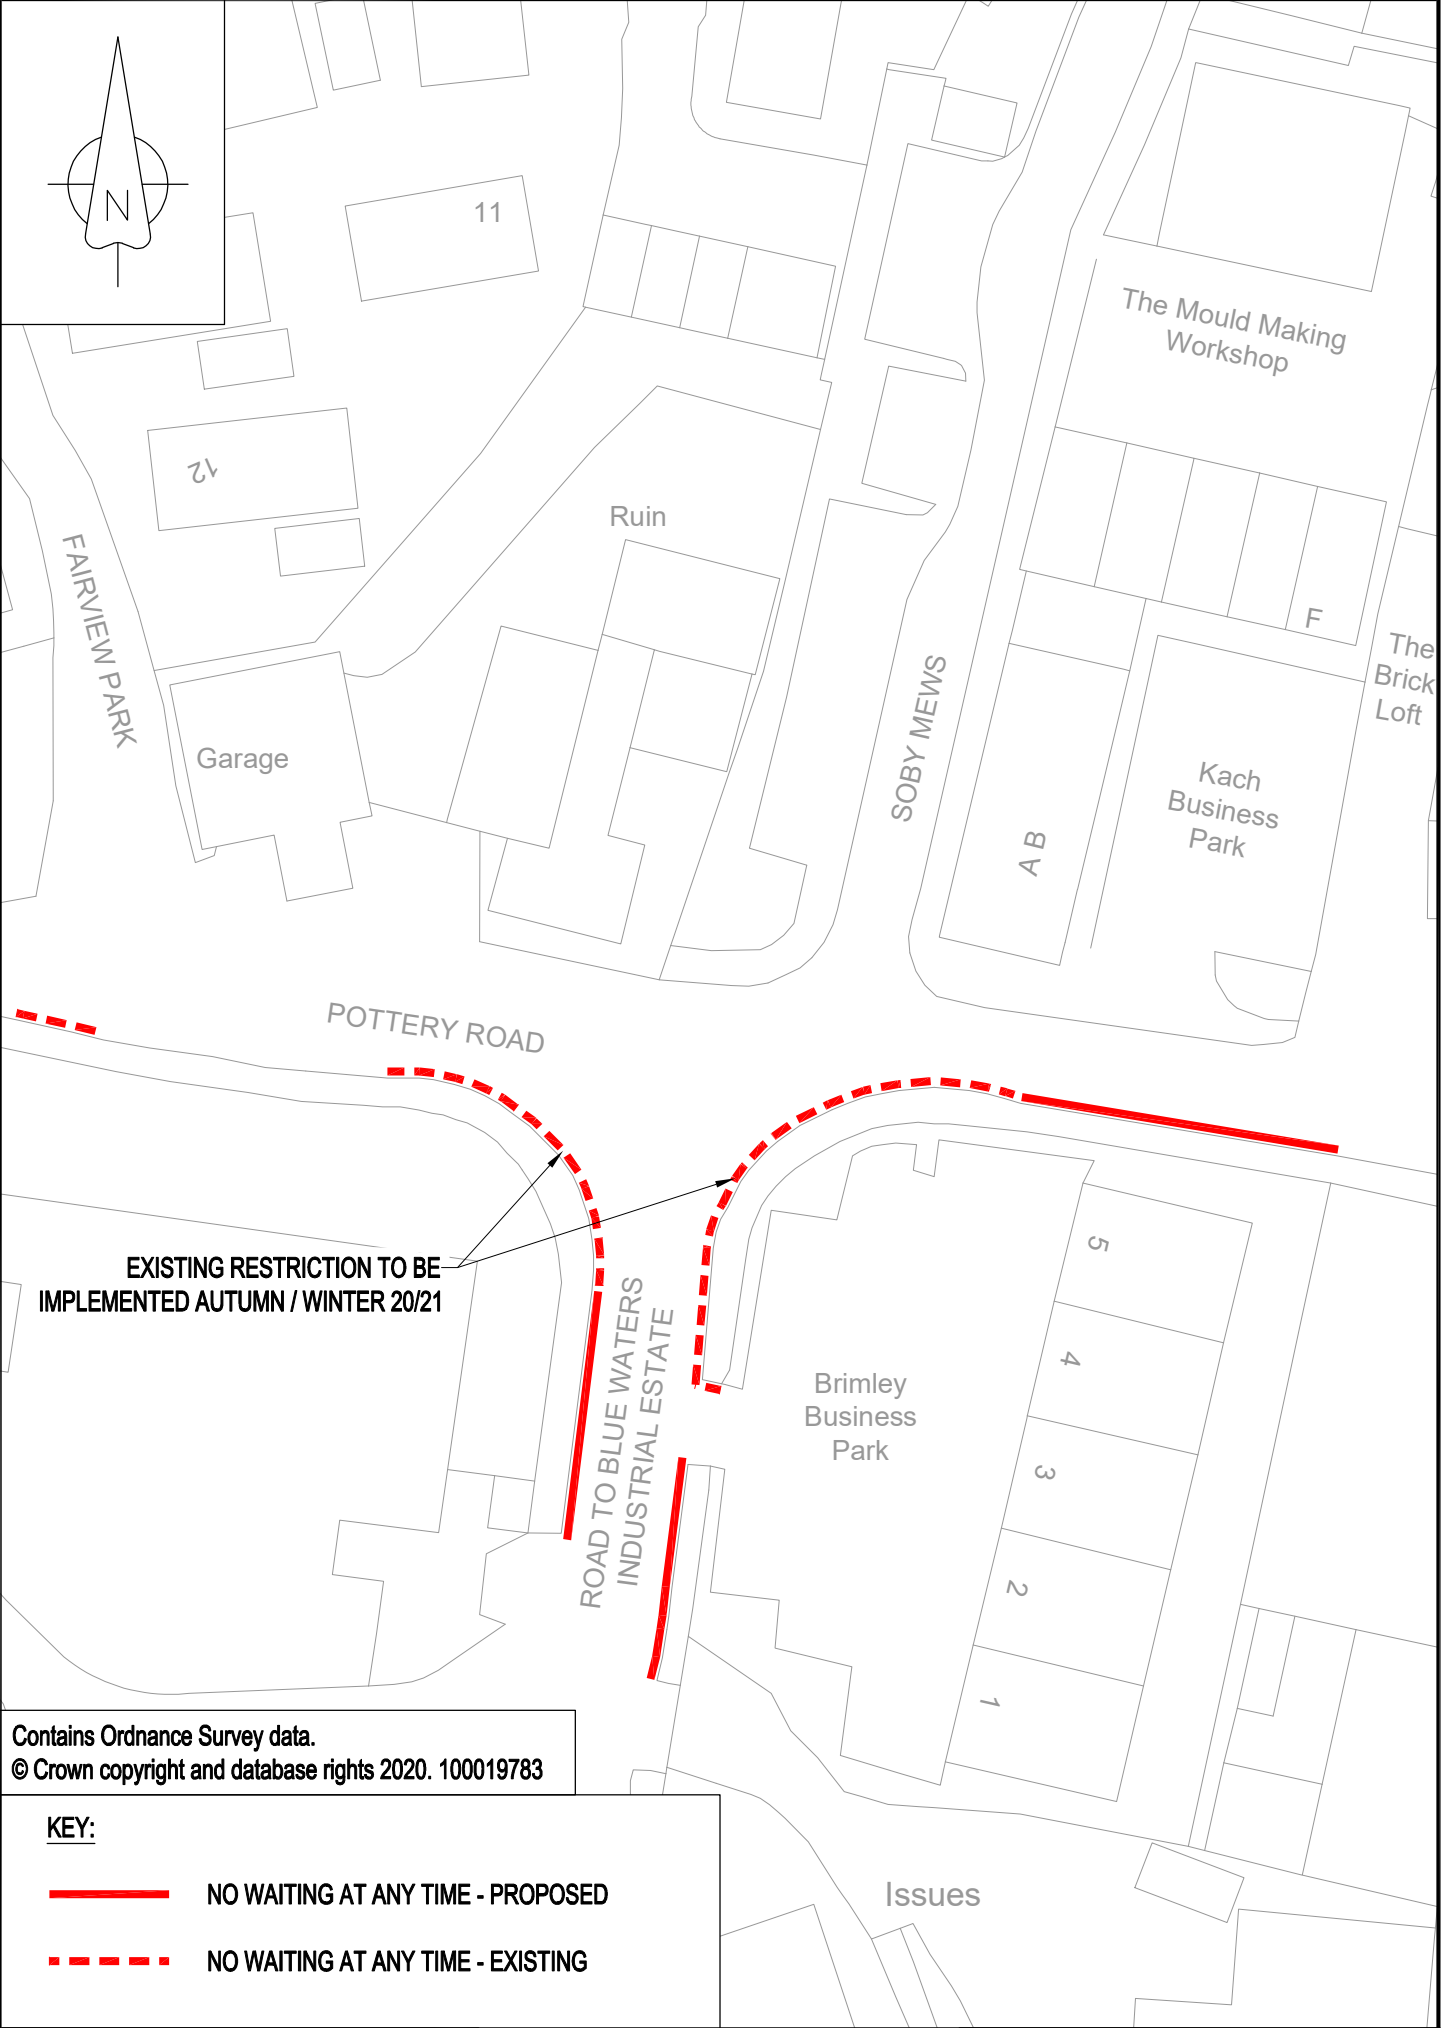 N
11
The Mould Making
Workshop
12
Ruin
FAIRVIEW PARK
F
The
Brick
Loft
SOBY MEWS
Garage
Kach
Business
Park
A B
POTTERY ROAD
EXISTING RESTRICTION TO BE
IMPLEMENTED AUTUMN / WINTER 20/21
ROAD TO BLUE WATERS
INDUSTRIAL ESTATE
Brimley
Business
Park
5
4
3
2
1
Contains Ordnance Survey data.
© Crown copyright and database rights 2020. 100019783
KEY:
NO WAITING AT ANY TIME - PROPOSED
NO WAITING AT ANY TIME - EXISTING
Issues